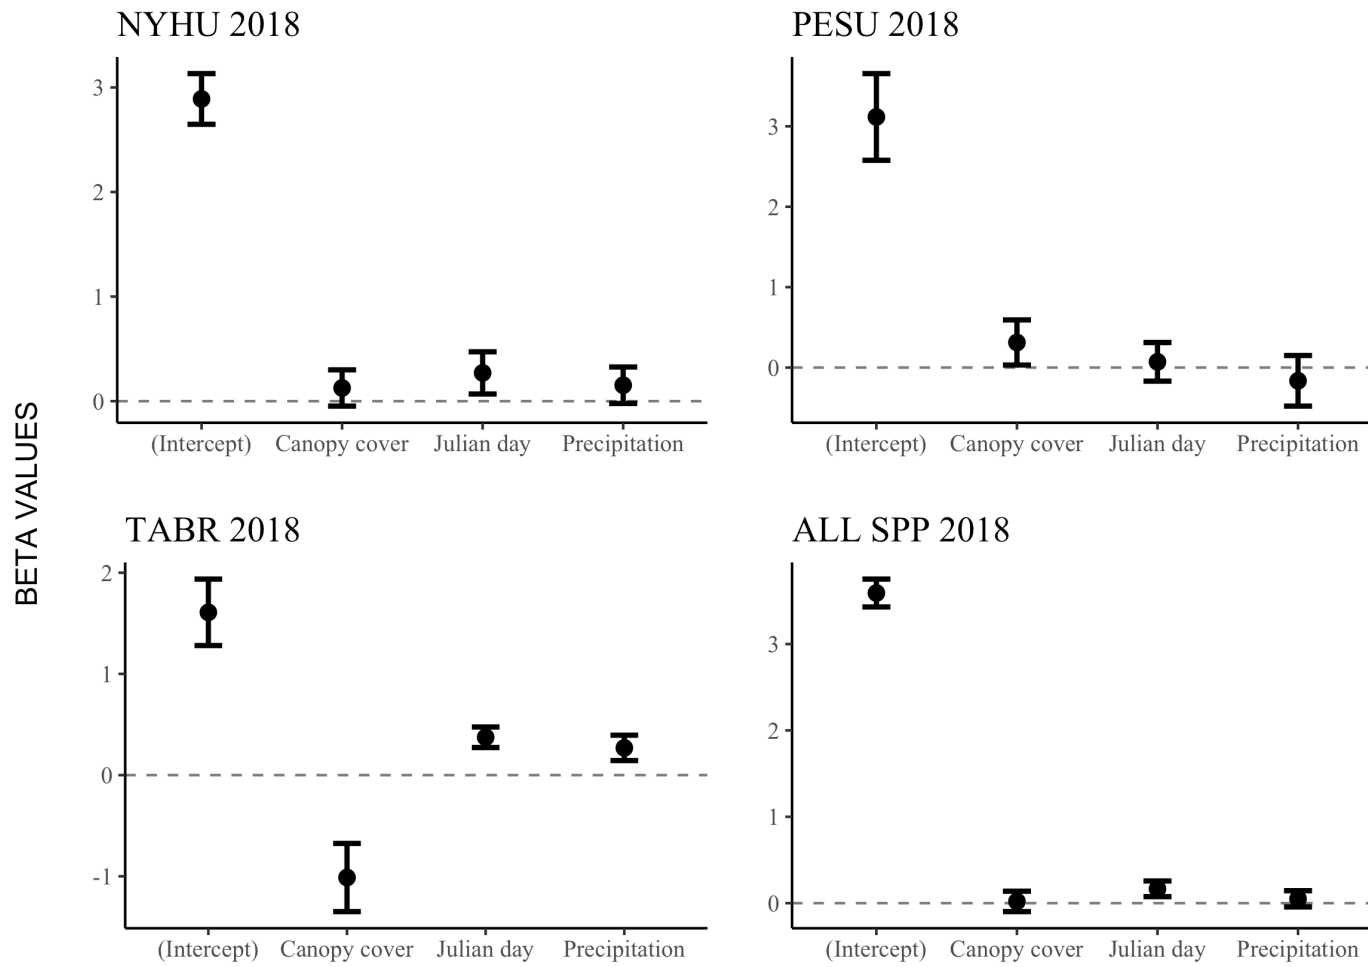 NYHU 2018
3
2
1
0
(Intercept) Canopy cover Julian day Precipitation
PESU 2018
3
2
1
0
(Intercept) Canopy cover Julian day Precipitation
BETA VALUES
TABR 2018
2
1
0
-1
(Intercept) Canopy cover Julian day Precipitation
ALL SPP 2018
3
2
1
0
(Intercept) Canopy cover Julian day Precipitation